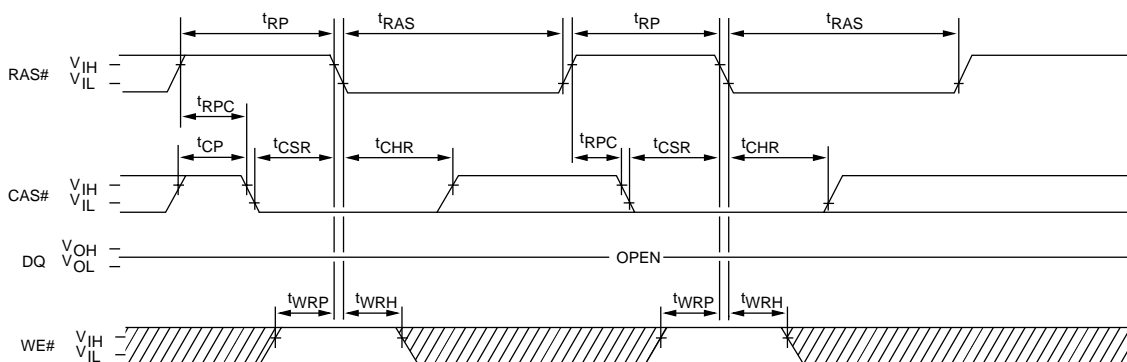 tRP tRAS tRP tRAS
RAS# VIH
VIL
tRPC
tCP tCSR tCHR tRPC tCSR tCHR
CAS# VIH
VIL
DQ VOH
VOL
OPEN
tWRP tWRH tWRP tWRH
WE# VIH
VIL